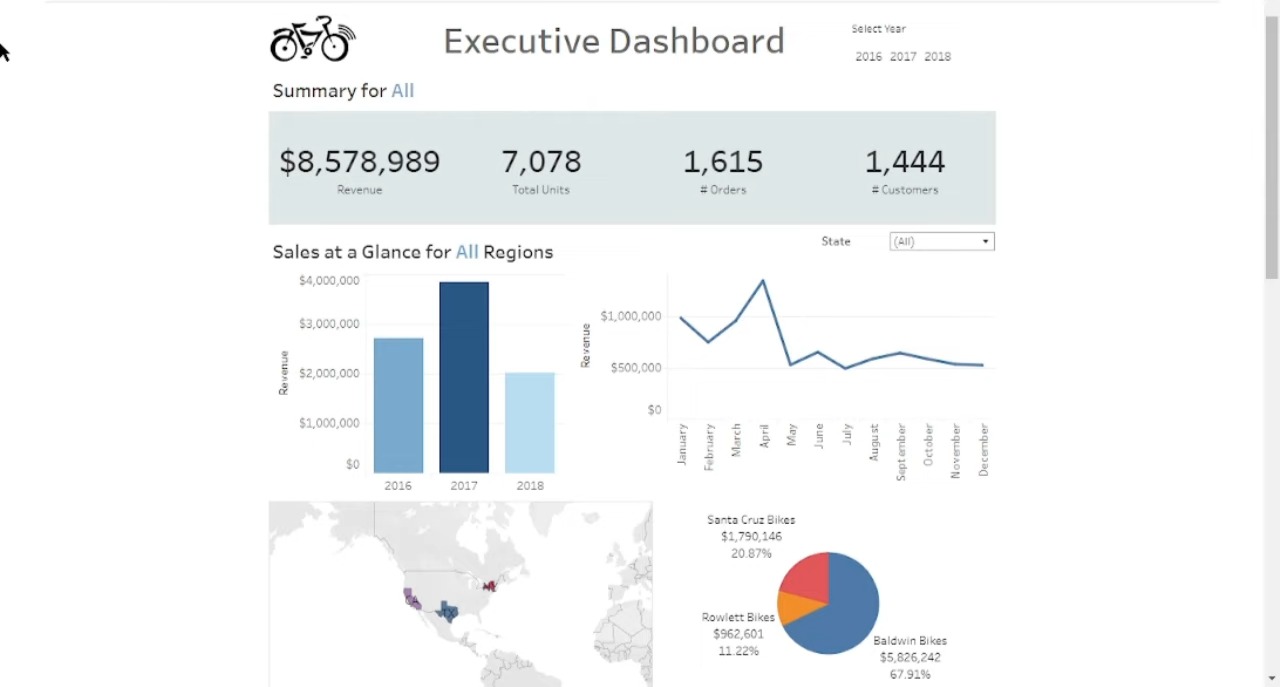 Executive Dashboard
Select Year
2016 2017 2018
Summary for All
$8,578,989
Revenue
7,078
Total Units
1,615
# Orders
1,444
# Customers
Sales at a Glance for All Regions
State
(All)
Revenue
$4,000,000
$3,000,000
$2,000,000
$1,000,000
$0
2016
2017
2018
Revenue
$1,000,000
$500,000
$0
January
February
March
April
May
June
July
August
September
October
November
December
TX
Santa Cruz Bikes
$1,790,146
20.87%
Rowlett Bikes
$962,601
11.22%
Baldwin Bikes
$5,826,242
67.91%